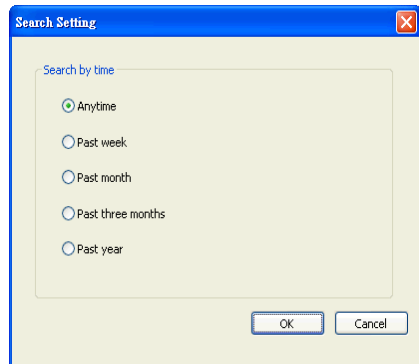 Search Setting
Search by time
Anytime
Past week
Past month
Past three months
Past year
OK Cancel